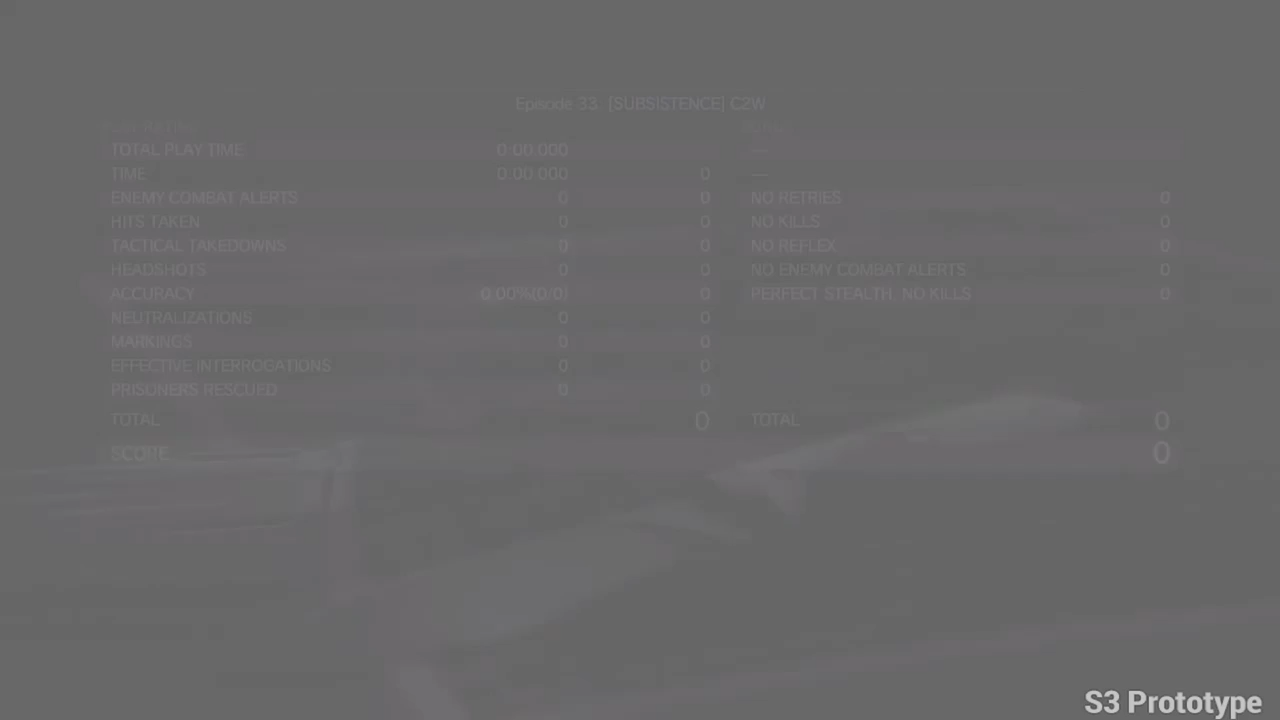 Episode 33 [SUBSISTENCE] C2W
TOTAL PLAY TIME 0:00.000 ---
TIME 0:00.000 0 ---
ENEMY COMBAT ALERTS 0 0 NO RETRIES 0
HITS TAKEN 0 0 NO KILLS 0
TACTICAL TAKEDOWNS 0 0 NO REFLEX 0
HEADSHOTS 0 0 NO ENEMY COMBAT ALERTS 0
ACCURACY 0.00%(0/0) 0 PERFECT STEALTH, NO KILLS 0
NEUTRALIZATIONS 0 0
MARKINGS 0 0
EFFECTIVE INTERROGATIONS 0 0
PRISONERS RESCUED 0 0
TOTAL 0 TOTAL 0
SCORE 0
S3 Prototype